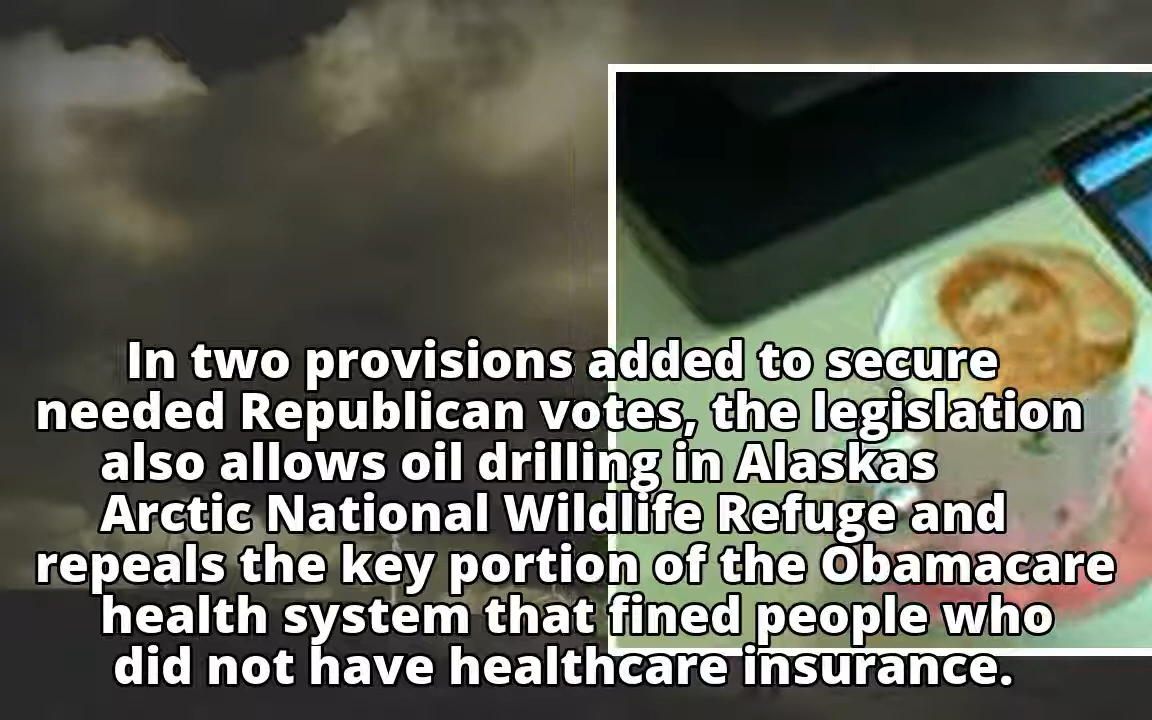 In two provisions added to secure
needed Republican votes, the legislation
also allows oil drilling in Alaskas
Arctic National Wildlife Refuge and
repeals the key portion of the Obamacare
health system that fined people who
did not have healthcare insurance.